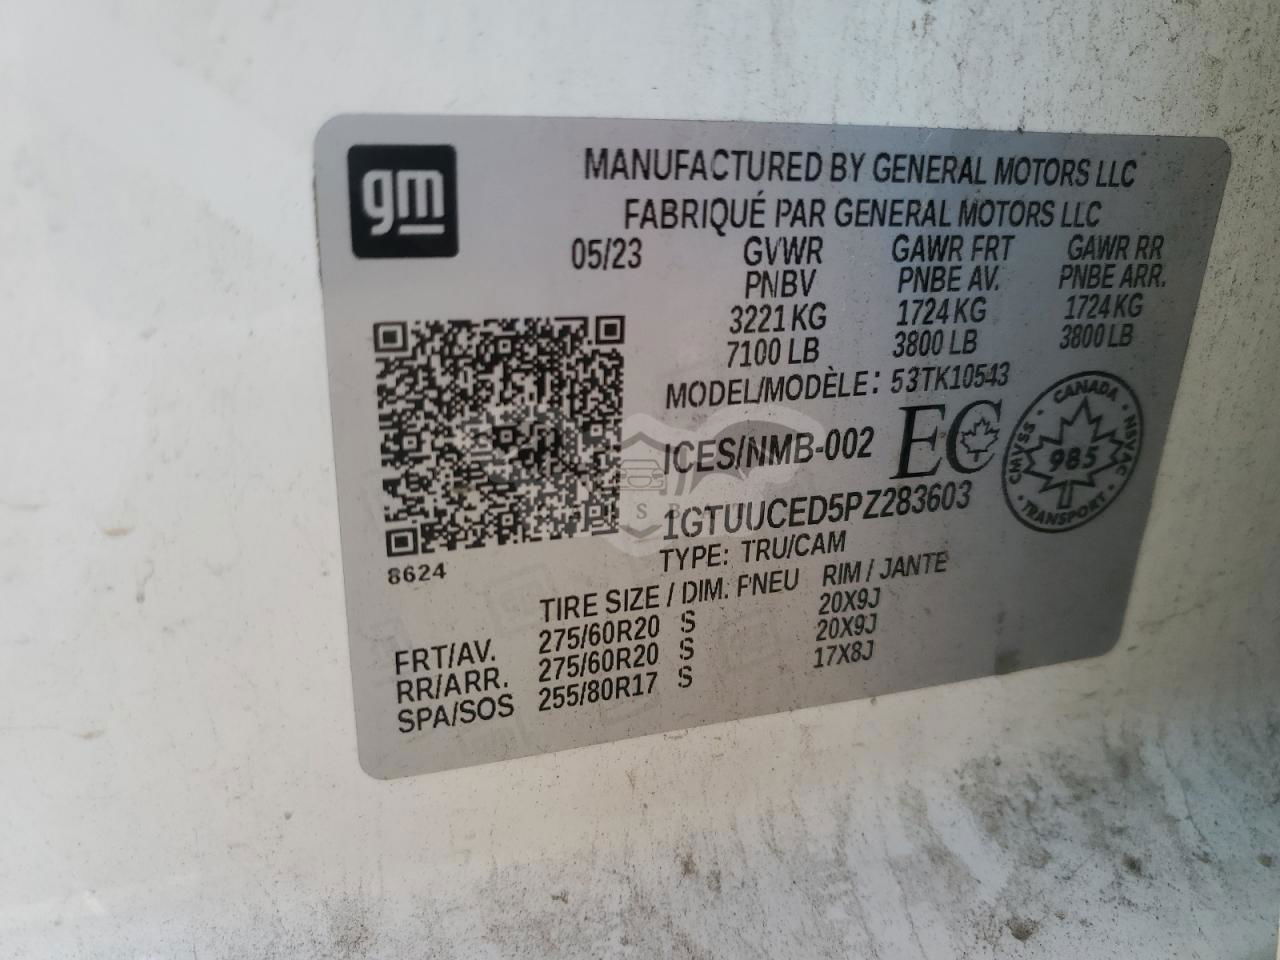 gm
MANUFACTURED BY GENERAL MOTORS LLC
FABRIQUÉ PAR GENERAL MOTORS LLC
05/23 GVWR GAWR FRT GAWR RR
PNBV PNBE AV. PNBE ARR.
3221 KG 1724 KG 1724 KG
7100 LB 3800 LB 3800 LB
MODEL/MODÈLE: 53TK10543
ICES/NMB-002 EC
CANADA
CMVSS 985 NSVAC
TRANSPORT
1GTUUCED5PZ283603
TYPE: TRU/CAM
8624
TIRE SIZE / DIM. PNEU RIM / JANTE
FRT/AV. 275/60R20 S 20X9J
RR/ARR. 275/60R20 S 20X9J
SPA/SOS 255/80R17 S 17X8J